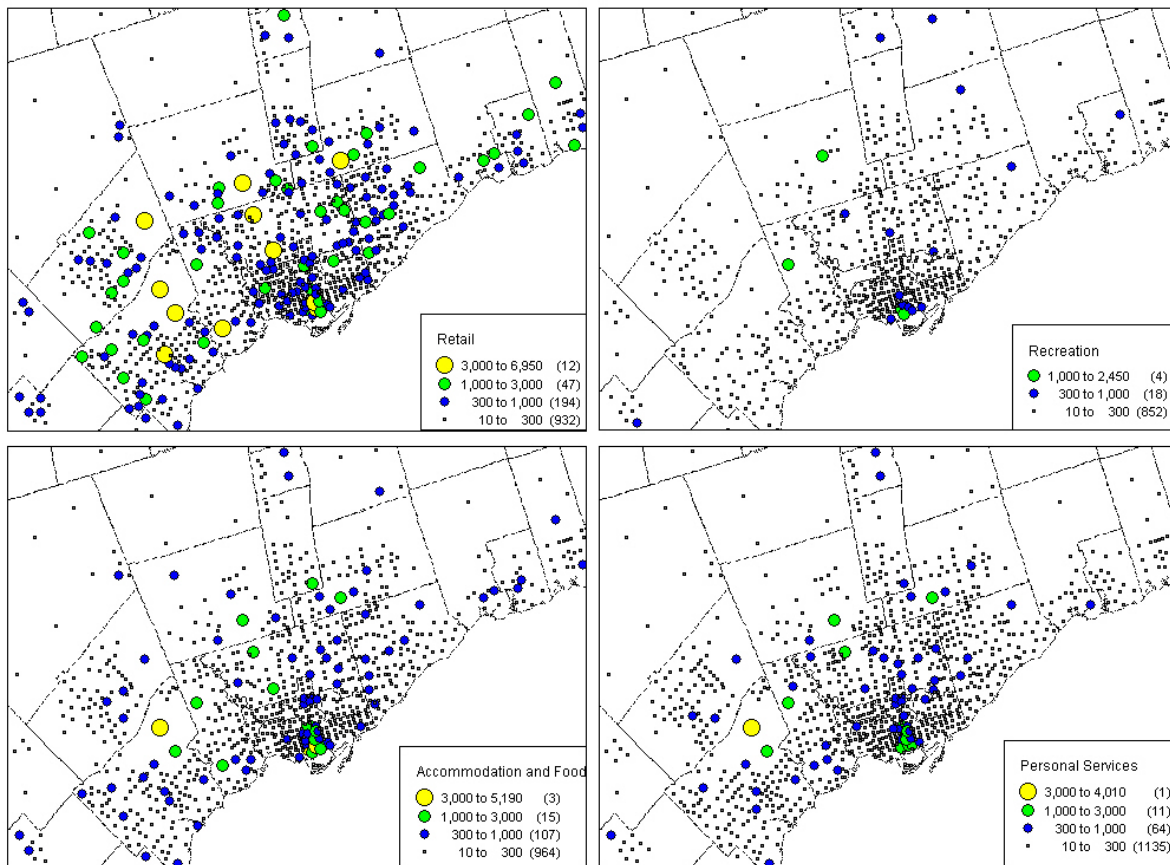 Retail
3,000 to 6,950 (12)
1,000 to 3,000 (47)
300 to 1,000 (194)
10 to 300 (932)
Recreation
1,000 to 2,450 (4)
300 to 1,000 (18)
10 to 300 (852)
Accommodation and Food
3,000 to 5,190 (3)
1,000 to 3,000 (15)
300 to 1,000 (107)
10 to 300 (964)
Personal Services
3,000 to 4,010 (1)
1,000 to 3,000 (11)
300 to 1,000 (64)
10 to 300 (1135)